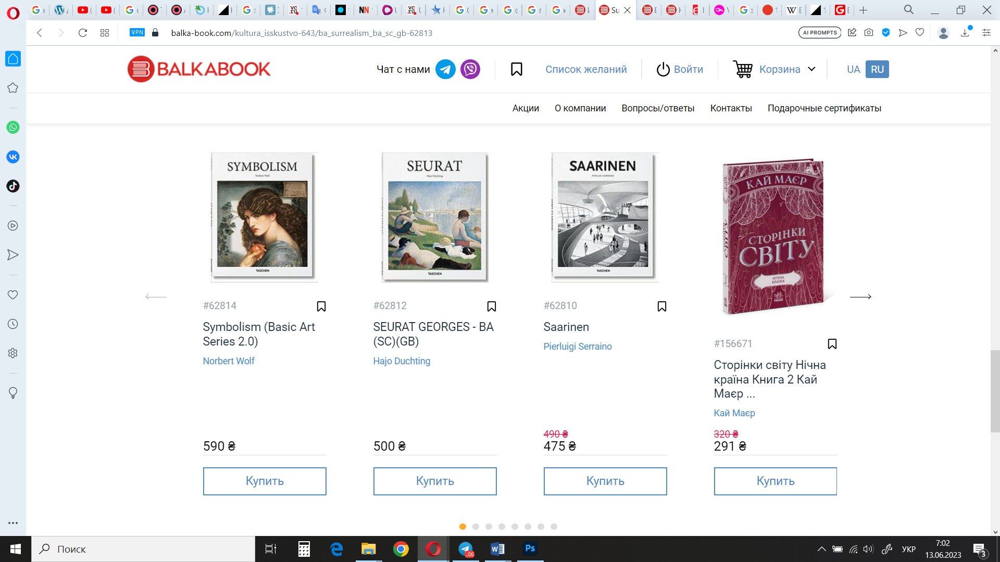 VPN
balka-book.com/kultura_isskustvo-643/ba_surrealism_ba_sc_gb-62813
AI PROMPTS
BALKABOOK
Чат с нами
Список желаний
Войти
Корзина
UA RU
Акции
О компании
Вопросы/ответы
Контакты
Подарочные сертификаты
SYMBOLISM
Norbert Wolf
TASCHEN
SEURAT
Hajo Düchting
TASCHEN
SAARINEN
PIERLUIGI SERRAINO
TASCHEN
КАЙ МАЄР
СТОРІНКИ
СВІТУ
НІЧНА
КРАЇНА
РАНОК
#62814
Symbolism (Basic Art
Series 2.0)
Norbert Wolf
590 ₴
Купить
#62812
SEURAT GEORGES - BA
(SC)(GB)
Hajo Duchting
500 ₴
Купить
#62810
Saarinen
Pierluigi Serraino
490 ₴
475 ₴
Купить
#156671
Сторінки світу Нічна
країна Книга 2 Кай
Маєр ...
Кай Маєр
320 ₴
291 ₴
Купить
Поиск
УКР
7:02
13.06.2023
3